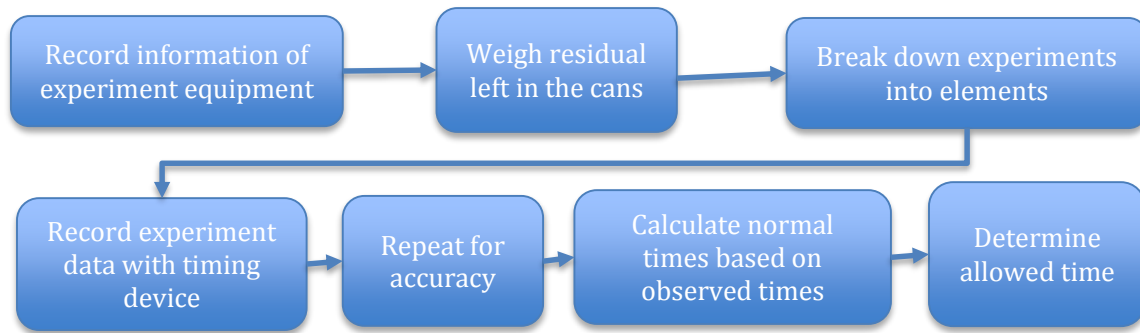 Record information of
experiment equipment
Weigh residual
left in the cans
Break down experiments
into elements
Record experiment
data with timing
device
Repeat for
accuracy
Calculate normal
times based on
observed times
Determine
allowed time